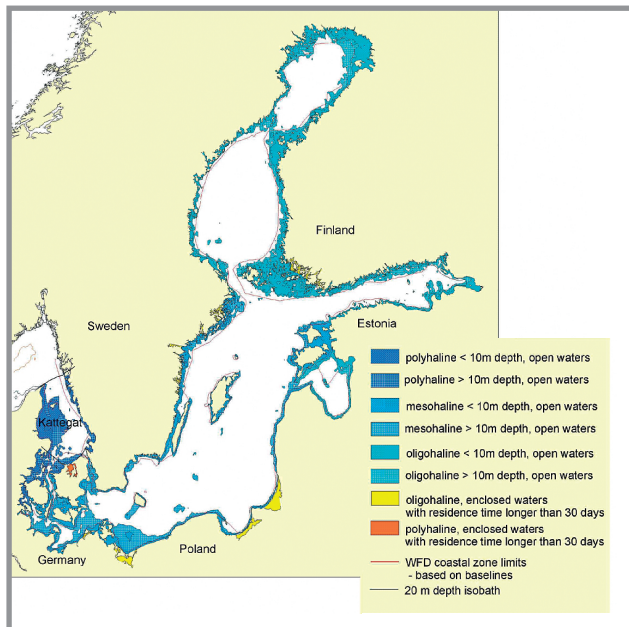 Finland
Sweden
Estonia
Kattegat
Poland
Germany
polyhaline < 10m depth, open waters
polyhaline > 10m depth, open waters
mesohaline < 10m depth, open waters
mesohaline > 10m depth, open waters
oligohaline < 10m depth, open waters
oligohaline > 10m depth, open waters
oligohaline, enclosed waters
with residence time longer than 30 days
polyhaline, enclosed waters
with residence time longer than 30 days
WFD coastal zone limits
- based on baselines
20 m depth isobath